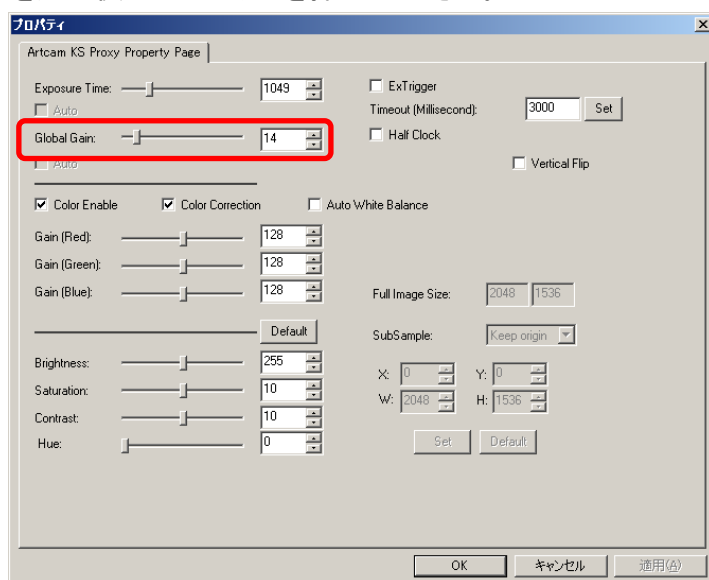 プロパティ
Artcam KS Proxy Property Page
Exposure Time: 1049
Auto
Global Gain: 14
Auto
ExTrigger
Timeout (Millisecond): 3000 Set
Half Clock
Vertical Flip
Color Enable Color Correction Auto White Balance
Gain (Red): 128
Gain (Green): 128
Gain (Blue): 128
Default
Brightness: 255
Saturation: 10
Contrast: 10
Hue: 0
Full Image Size: 2048 1536
SubSample: Keep origin
X: 0 Y: 0
W: 2048 H: 1536
Set Default
OK キャンセル 適用(A)